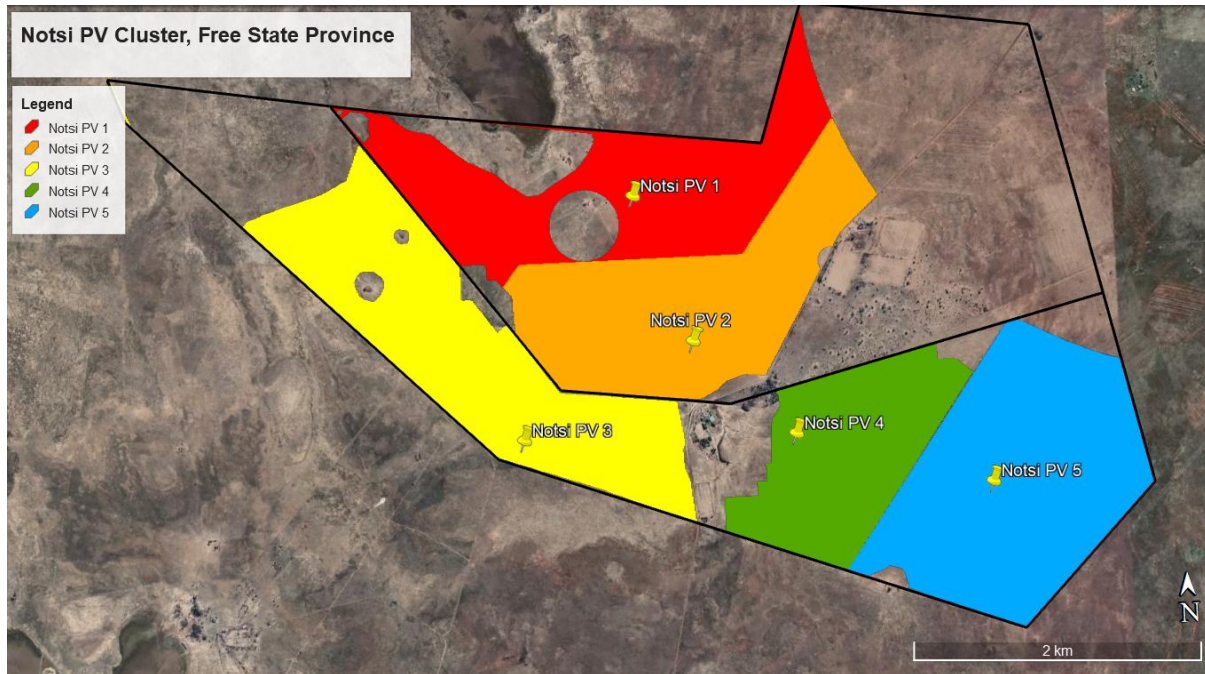 Notsi PV Cluster, Free State Province
Legend
Notsi PV 1
Notsi PV 2
Notsi PV 3
Notsi PV 4
Notsi PV 5
Notsi PV 1
Notsi PV 2
Notsi PV 3
Notsi PV 4
Notsi PV 5
N
2 km